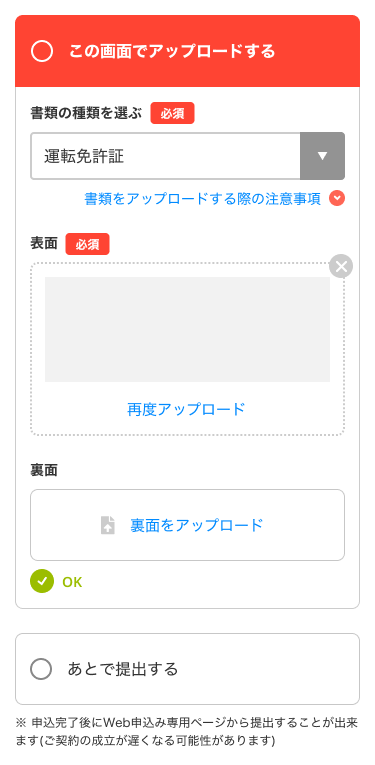 この画面でアップロードする
書類の種類を選ぶ 必須
運転免許証
書類をアップロードする際の注意事項
表面 必須
再度アップロード
裏面
裏面をアップロード
OK
あとで提出する
※ 申込完了後にWeb申込み専用ページから提出することが出来
ます(ご契約の成立が遅くなる可能性があります)